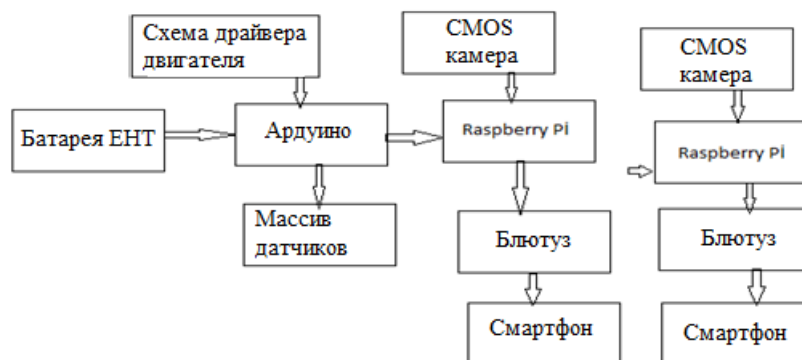 Схема драйвера
двигателя
CMOS
камера
CMOS
камера
Батарея ЕНТ
Ардуино
Raspberry Pİ
Raspberry Pİ
Массив
датчиков
Блютуз
Блютуз
Смартфон
Смартфон